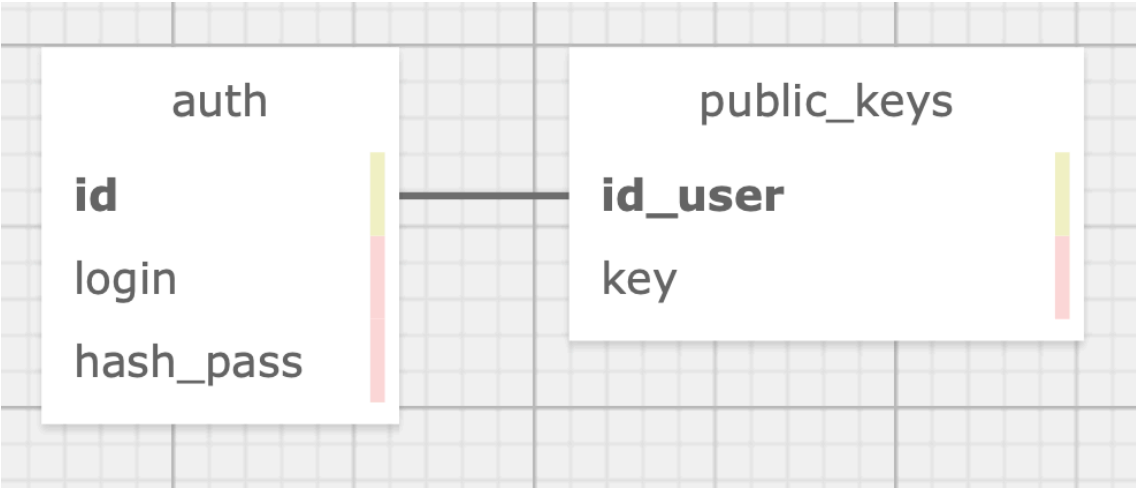 auth
id
login
hash_pass
public_keys
id_user
key